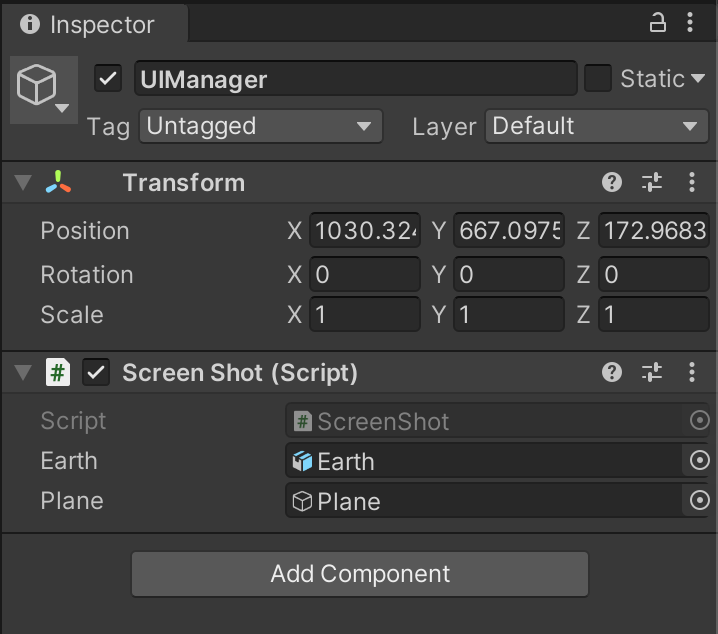 Inspector
UIManager Static
Tag Untagged Layer Default
Transform
Position X 1030.324 Y 667.0975 Z 172.9683
Rotation X 0 Y 0 Z 0
Scale X 1 Y 1 Z 1
# Screen Shot (Script)
Script # ScreenShot
Earth Earth
Plane Plane
Add Component